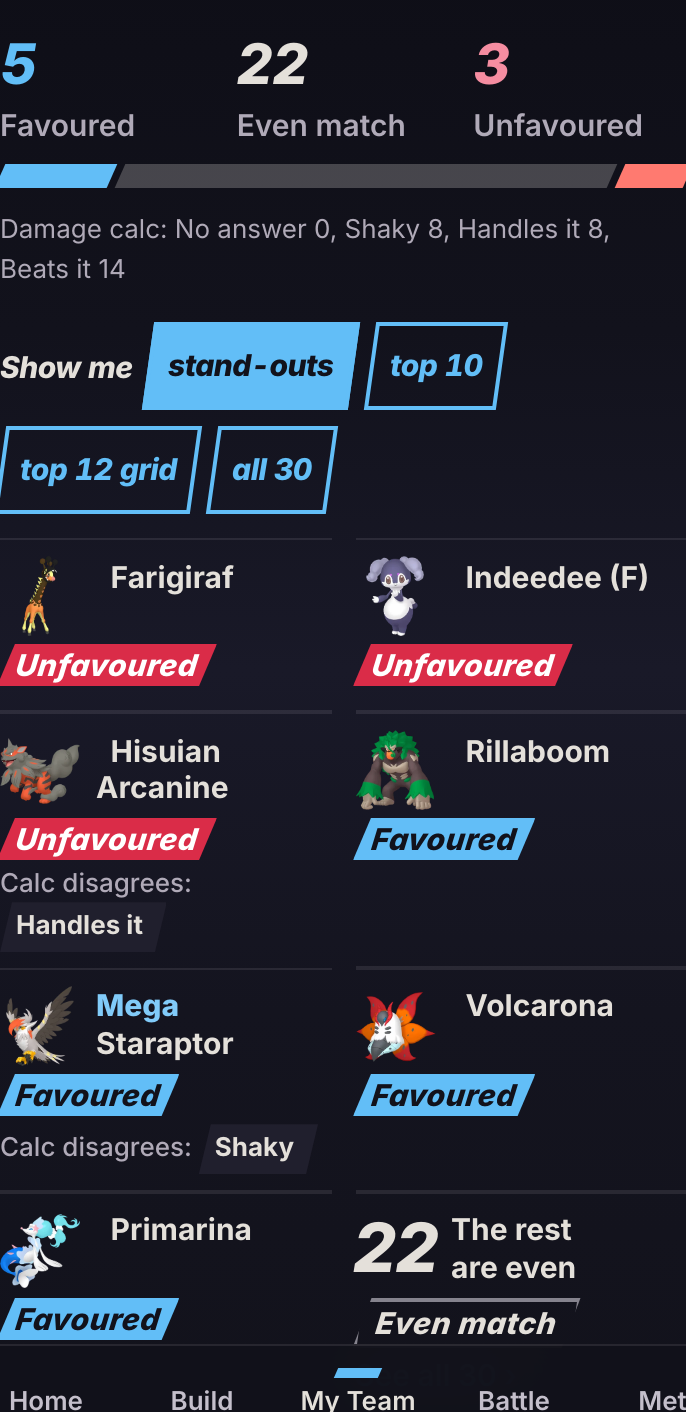 5 22 3
Favoured Even match Unfavoured
Damage calc: No answer 0, Shaky 8, Handles it 8,
Beats it 14
Show me stand-outs top 10
top 12 grid all 30
Farigiraf
Unfavoured
Indeedee (F)
Unfavoured
Hisuian
Arcanine
Unfavoured
Calc disagrees:
Handles it
Rillaboom
Favoured
Mega
Staraptor
Favoured
Calc disagrees: Shaky
Volcarona
Favoured
Primarina
Favoured
22 The rest
are even
Even match
Home Build My Team Battle Met